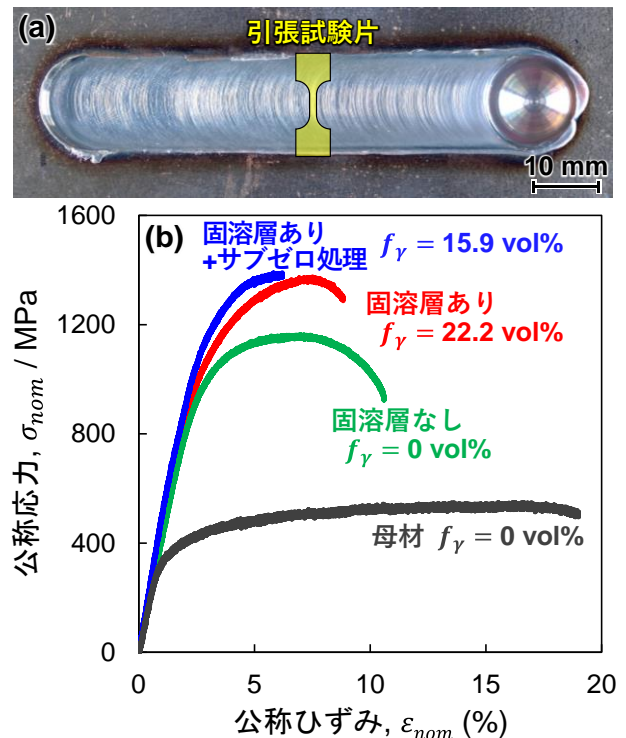 (a)
引張試験片
10 mm
(b)
固溶層あり
+サブゼロ処理
𝑓𝛾 = 15.9 vol%
固溶層あり
𝑓𝛾 = 22.2 vol%
固溶層なし
𝑓𝛾 = 0 vol%
母材 𝑓𝛾 = 0 vol%
公称応力, 𝜎𝑛𝑜𝑚 / MPa
1600
1200
800
400
0
0
5
10
15
20
公称ひずみ, 𝜀𝑛𝑜𝑚 (%)